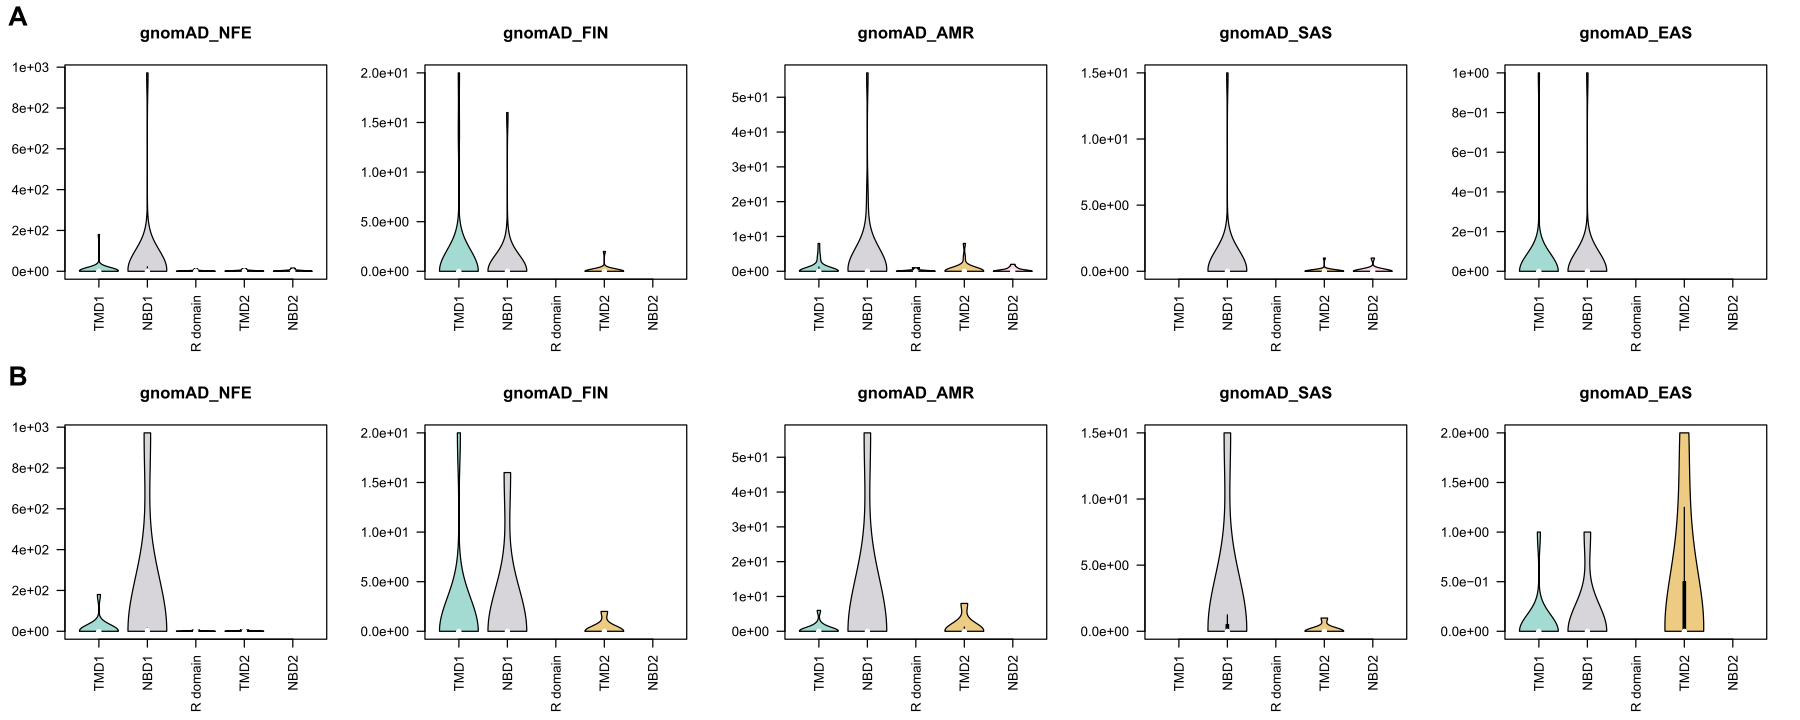 A
gnomAD_NFE
gnomAD_FIN
gnomAD_AMR
gnomAD_SAS
gnomAD_EAS
1e+03
8e+02
6e+02
4e+02
2e+02
0e+00
TMD1
NBD1
R domain
TMD2
NBD2
2.0e+01
1.5e+01
1.0e+01
5.0e+00
0.0e+00
TMD1
NBD1
R domain
TMD2
NBD2
5e+01
4e+01
3e+01
2e+01
1e+01
0e+00
TMD1
NBD1
R domain
TMD2
NBD2
1.5e+01
1.0e+01
5.0e+00
0.0e+00
TMD1
NBD1
R domain
TMD2
NBD2
1e+00
8e−01
6e−01
4e−01
2e−01
0e+00
TMD1
NBD1
R domain
TMD2
NBD2
B
gnomAD_NFE
gnomAD_FIN
gnomAD_AMR
gnomAD_SAS
gnomAD_EAS
1e+03
8e+02
6e+02
4e+02
2e+02
0e+00
TMD1
NBD1
R domain
TMD2
NBD2
2.0e+01
1.5e+01
1.0e+01
5.0e+00
0.0e+00
TMD1
NBD1
R domain
TMD2
NBD2
5e+01
4e+01
3e+01
2e+01
1e+01
0e+00
TMD1
NBD1
R domain
TMD2
NBD2
1.5e+01
1.0e+01
5.0e+00
0.0e+00
TMD1
NBD1
R domain
TMD2
NBD2
2.0e+00
1.5e+00
1.0e+00
5.0e−01
0.0e+00
TMD1
NBD1
R domain
TMD2
NBD2